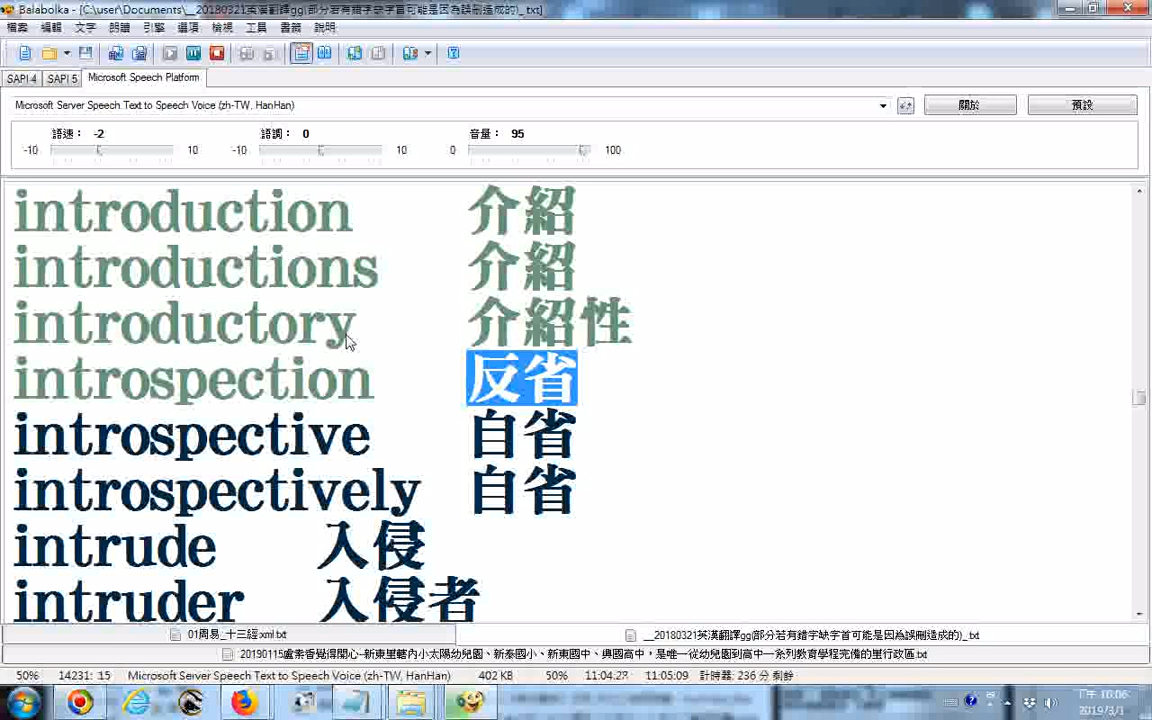 Balabolka - [C:\user\Documents\__20180321英漢翻譯gg(部分若有錯字缺字首可能是因為誤刪造成的)_.txt]
檔案 編輯 文字 朗讀 引擎 選項 檢視 工具 書籤 說明
SAPI 4 SAPI 5 Microsoft Speech Platform
Microsoft Server Speech Text to Speech Voice (zh-TW, HanHan) 關於 預設
語速： -2 語調： 0 音量： 95
-10 10 -10 10 0 100
introduction 介紹
introductions 介紹
introductory 介紹性
introspection 反省
introspective 自省
introspectively 自省
intrude 入侵
intruder 入侵者
01周易_十三經.xml.txt __20180321英漢翻譯gg(部分若有錯字缺字首可能是因為誤刪造成的)_.txt
20190115盧素香覺得開心-新東里轄內小太陽幼兒園、新泰國小、新東國中、興國高中，是唯一從幼兒園到高中一系列教育學程完備的里行政區.txt
50% 14231: 15 Microsoft Server Speech Text to Speech Voice (zh-TW, HanHan) 402 KB 50% 11:04:23 11:05:09 計時器: 236 分 剩餘
下午 10:06
2019/3/1